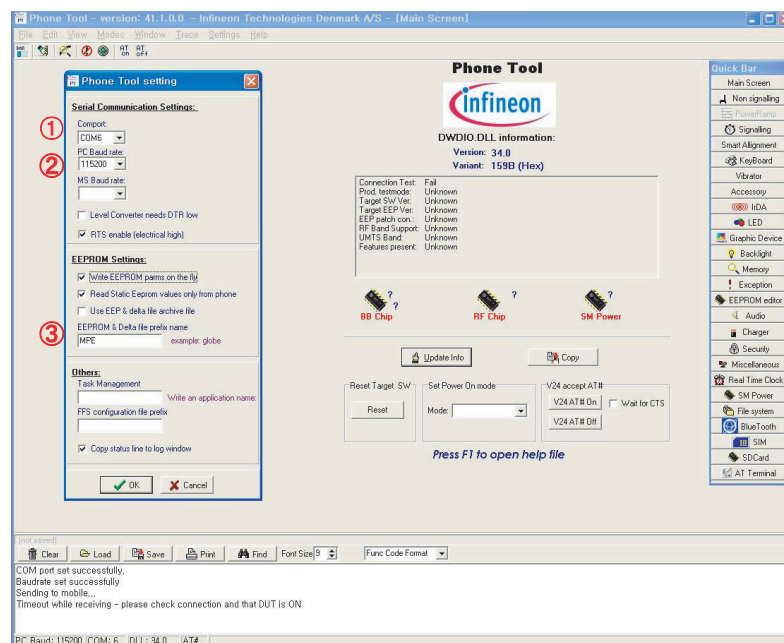 Phone Tool - version: 41.1.0.0 - Infineon Technologies Denmark A/S - [Main Screen]
File Edit View Modes Window Trace Settings Help
AT on AT off
Phone Tool setting
Serial Communication Settings:
① Comport:
COM6
② PC Baud rate:
115200
MS Baud rate:
Level Converter needs DTR low
RTS enable (electrical high)
EEPROM Settings:
Write EEPROM parms on the fly
Read Static Eeprom values only from phone
Use EEP & delta file archive file
③ EEPROM & Delta file prefix name
MPE example: globe
Others:
Task Management
Write an application name:
FFS configuration file prefix
Copy status line to log window
OK Cancel
Phone Tool
infineon
DWDIO.DLL information:
Version: 34.0
Variant: 159B (Hex)
Connection Test: Fail
Prod. testmode: Unknown
Target SW Ver: Unknown
Target EEP Ver: Unknown
EEP patch con.: Unknown
RF Band Support: Unknown
UMTS Band: Unknown
Features present: Unknown
? ? BB Chip
? RF Chip
? SM Power
Update Info Copy
Reset Target SW
Reset
Set Power On mode
Mode:
V24 accept AT#
V24 AT# On Wait for CTS
V24 AT# Off
Press F1 to open help file
Quick Bar
Main Screen
Non signalling
PowerRamp
Signalling
Smart Allignment
KeyBoard
Vibrator
Accessory
IrDA
LED
Graphic Device
Backlight
Memory
Exception
EEPROM editor
Audio
Charger
Security
Miscellaneous
Real Time Clock
SM Power
File system
BlueTooth
SIM
SDCard
AT Terminal
(not saved)
Clear Load Save Print Find Font Size 9 Func Code Format
COM port set successfully,
Baudrate set successfully
Sending to mobile,,,
Timeout while receiving - please check connection and that DUT is ON
PC Baud: 115200 COM: 6 DLL: 34.0 AT#